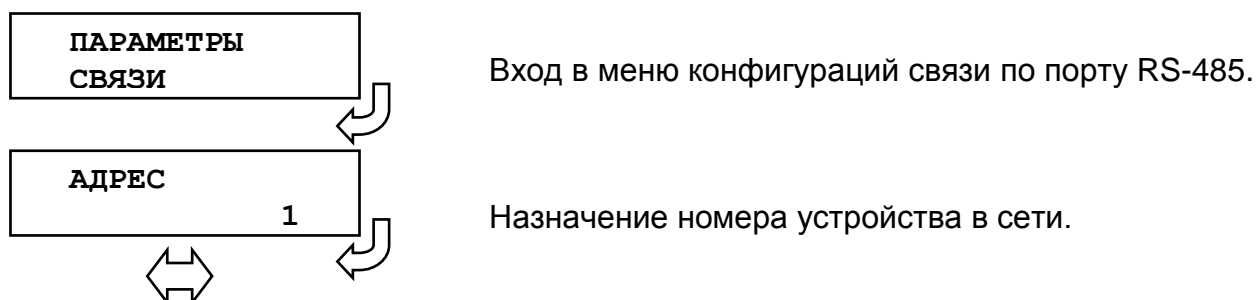 ПАРАМЕТРЫ
СВЯЗИ
Вход в меню конфигураций связи по порту RS-485.
АДРЕС
1
Назначение номера устройства в сети.